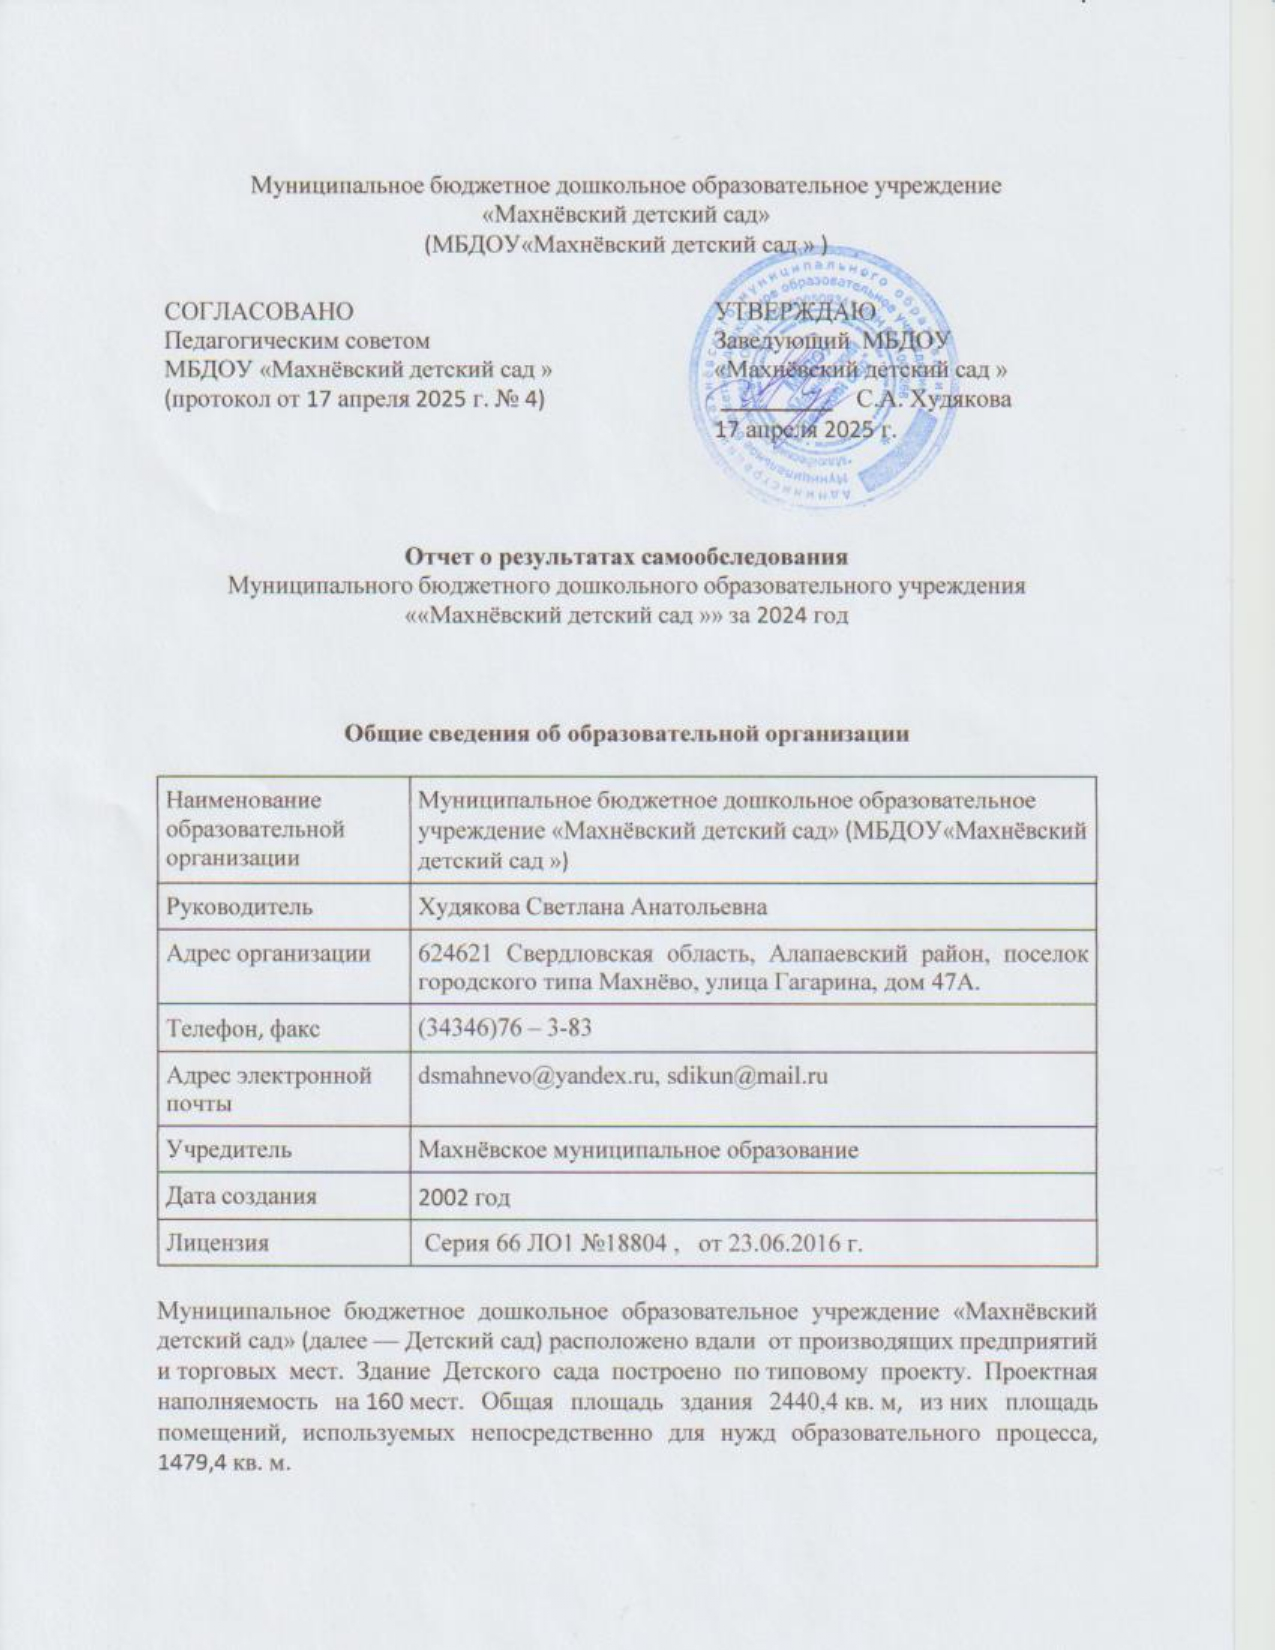 Муниципальное бюджетное дошкольное образовательное учреждение
«Махнёвский детский сад»
(МБДОУ«Махнёвский детский сад » )
СОГЛАСОВАНО
Педагогическим советом
МБДОУ «Махнёвский детский сад »
(протокол от 17 апреля 2025 г. № 4)
УТВЕРЖДАЮ
Заведующий МБДОУ
«Махнёвский детский сад »
_________ С.А. Худякова
17 апреля 2025 г.
Отчет о результатах самообследования
Муниципального бюджетного дошкольного образовательного учреждения
««Махнёвский детский сад »» за 2024 год
Общие сведения об образовательной организации
Наименование
образовательной
организации
Муниципальное бюджетное дошкольное образовательное
учреждение «Махнёвский детский сад» (МБДОУ«Махнёвский
детский сад »)
Руководитель
Худякова Светлана Анатольевна
Адрес организации
624621 Свердловская область, Алапаевский район, поселок
городского типа Махнёво, улица Гагарина, дом 47А.
Телефон, факс
(34346)76 – 3-83
Адрес электронной
почты
dsmahnevo@yandex.ru, sdikun@mail.ru
Учредитель
Махнёвское муниципальное образование
Дата создания
2002 год
Лицензия
Серия 66 ЛО1 №18804 , от 23.06.2016 г.
Муниципальное бюджетное дошкольное образовательное учреждение «Махнёвский
детский сад» (далее — Детский сад) расположено вдали от производящих предприятий
и торговых мест. Здание Детского сада построено по типовому проекту. Проектная
наполняемость на 160 мест. Общая площадь здания 2440,4 кв. м, из них площадь
помещений, используемых непосредственно для нужд образовательного процесса,
1479,4 кв. м.